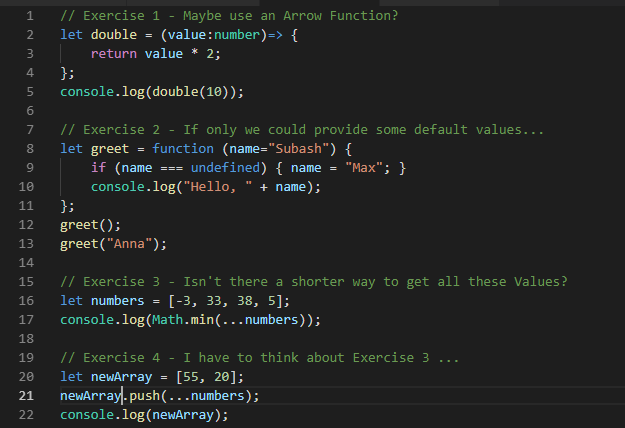 1 // Exercise 1 - Maybe use an Arrow Function?
2 let double = (value:number)=> {
3     return value * 2;
4 };
5 console.log(double(10));
6
7 // Exercise 2 - If only we could provide some default values...
8 let greet = function (name="Subash") {
9     if (name === undefined) { name = "Max"; }
10     console.log("Hello, " + name);
11 };
12 greet();
13 greet("Anna");
14
15 // Exercise 3 - Isn't there a shorter way to get all these Values?
16 let numbers = [-3, 33, 38, 5];
17 console.log(Math.min(...numbers));
18
19 // Exercise 4 - I have to think about Exercise 3 ...
20 let newArray = [55, 20];
21 newArray.push(...numbers);
22 console.log(newArray);